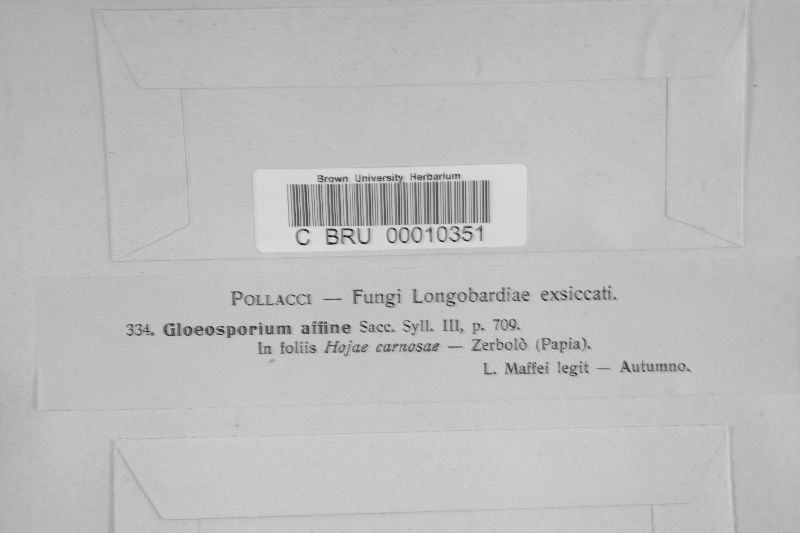 Brown University Herbarium
C BRU 00010351
POLLACCI — Fungi Longobardiae exsiccati.
334. Gloeosporium affine Sacc. Syll. III, p. 709.
In foliis Hojae carnosae — Zerbolò (Papia).
L. Maffei legit — Autumno.